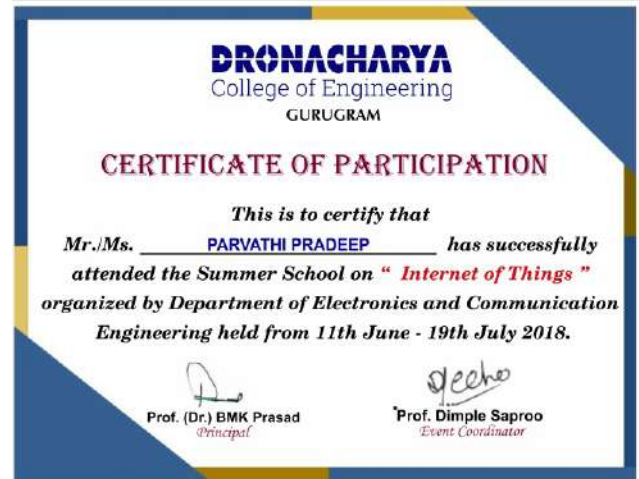 DRONACHARYA
College of Engineering
GURUGRAM
CERTIFICATE OF PARTICIPATION
This is to certify that
Mr./Ms. PARVATHI PRADEEP has successfully
attended the Summer School on “ Internet of Things ”
organized by Department of Electronics and Communication
Engineering held from 11th June - 19th July 2018.
Prof. (Dr.) BMK Prasad
Principal
Prof. Dimple Saproo
Event Coordinator